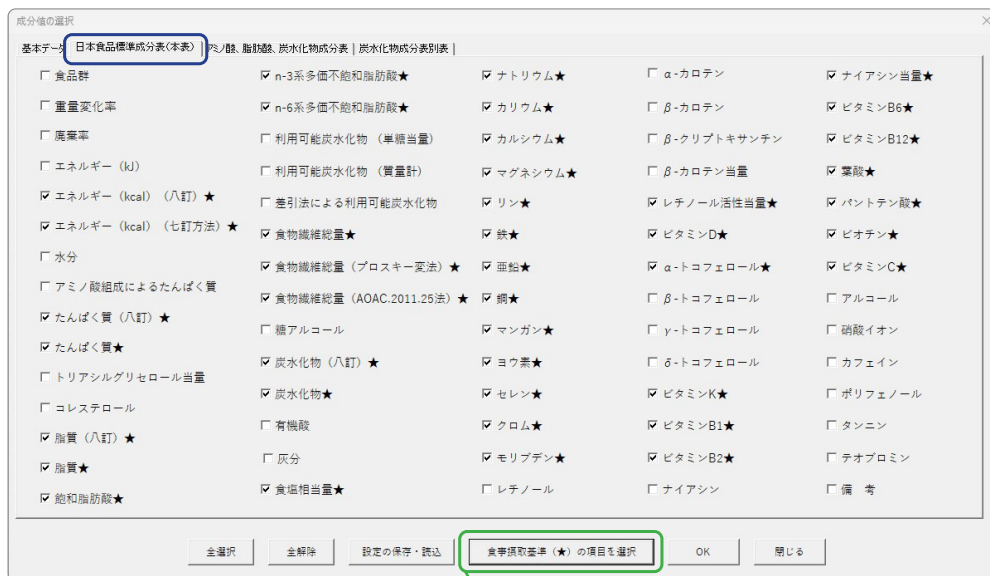 成分値の選択
基本データ 日本食品標準成分表(本表) アミノ酸、脂肪酸、炭水化物成分表 炭水化物成分表別表
食品群
重量変化率
廃棄率
エネルギー (kJ)
エネルギー (kcal) (八訂) ★
エネルギー (kcal) (七訂方法) ★
水分
アミノ酸組成によるたんぱく質
たんぱく質 (八訂) ★
たんぱく質★
トリアシルグリセロール当量
コレステロール
脂質 (八訂) ★
脂質★
飽和脂肪酸★
n-3系多価不飽和脂肪酸★
n-6系多価不飽和脂肪酸★
利用可能炭水化物 (単糖当量)
利用可能炭水化物 (質量計)
差引法による利用可能炭水化物
食物繊維総量★
食物繊維総量 (プロスキー変法) ★
食物繊維総量 (AOAC.2011.25法) ★
糖アルコール
炭水化物 (八訂) ★
炭水化物★
有機酸
灰分
食塩相当量★
ナトリウム★
カリウム★
カルシウム★
マグネシウム★
リン★
鉄★
亜鉛★
銅★
マンガン★
ヨウ素★
セレン★
クロム★
モリブデン★
レチノール
α-カロテン
β-カロテン
β-クリプトキサンチン
β-カロテン当量
レチノール活性当量★
ビタミンD★
α-トコフェロール★
β-トコフェロール
γ-トコフェロール
δ-トコフェロール
ビタミンK★
ビタミンB1★
ビタミンB2★
ナイアシン
ナイアシン当量★
ビタミンB6★
ビタミンB12★
葉酸★
パントテン酸★
ビオチン★
ビタミンC★
アルコール
硝酸イオン
カフェイン
ポリフェノール
タンニン
テオブロミン
備 考
全選択 全解除 設定の保存・読込 食事摂取基準 (★) の項目を選択 OK 閉じる